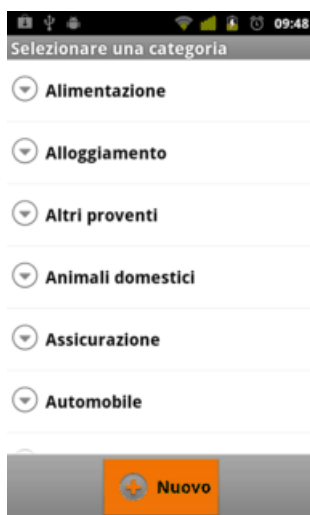 09:48
Selezionare una categoria
Alimentazione
Alloggiamento
Altri proventi
Animali domestici
Assicurazione
Automobile
Nuovo